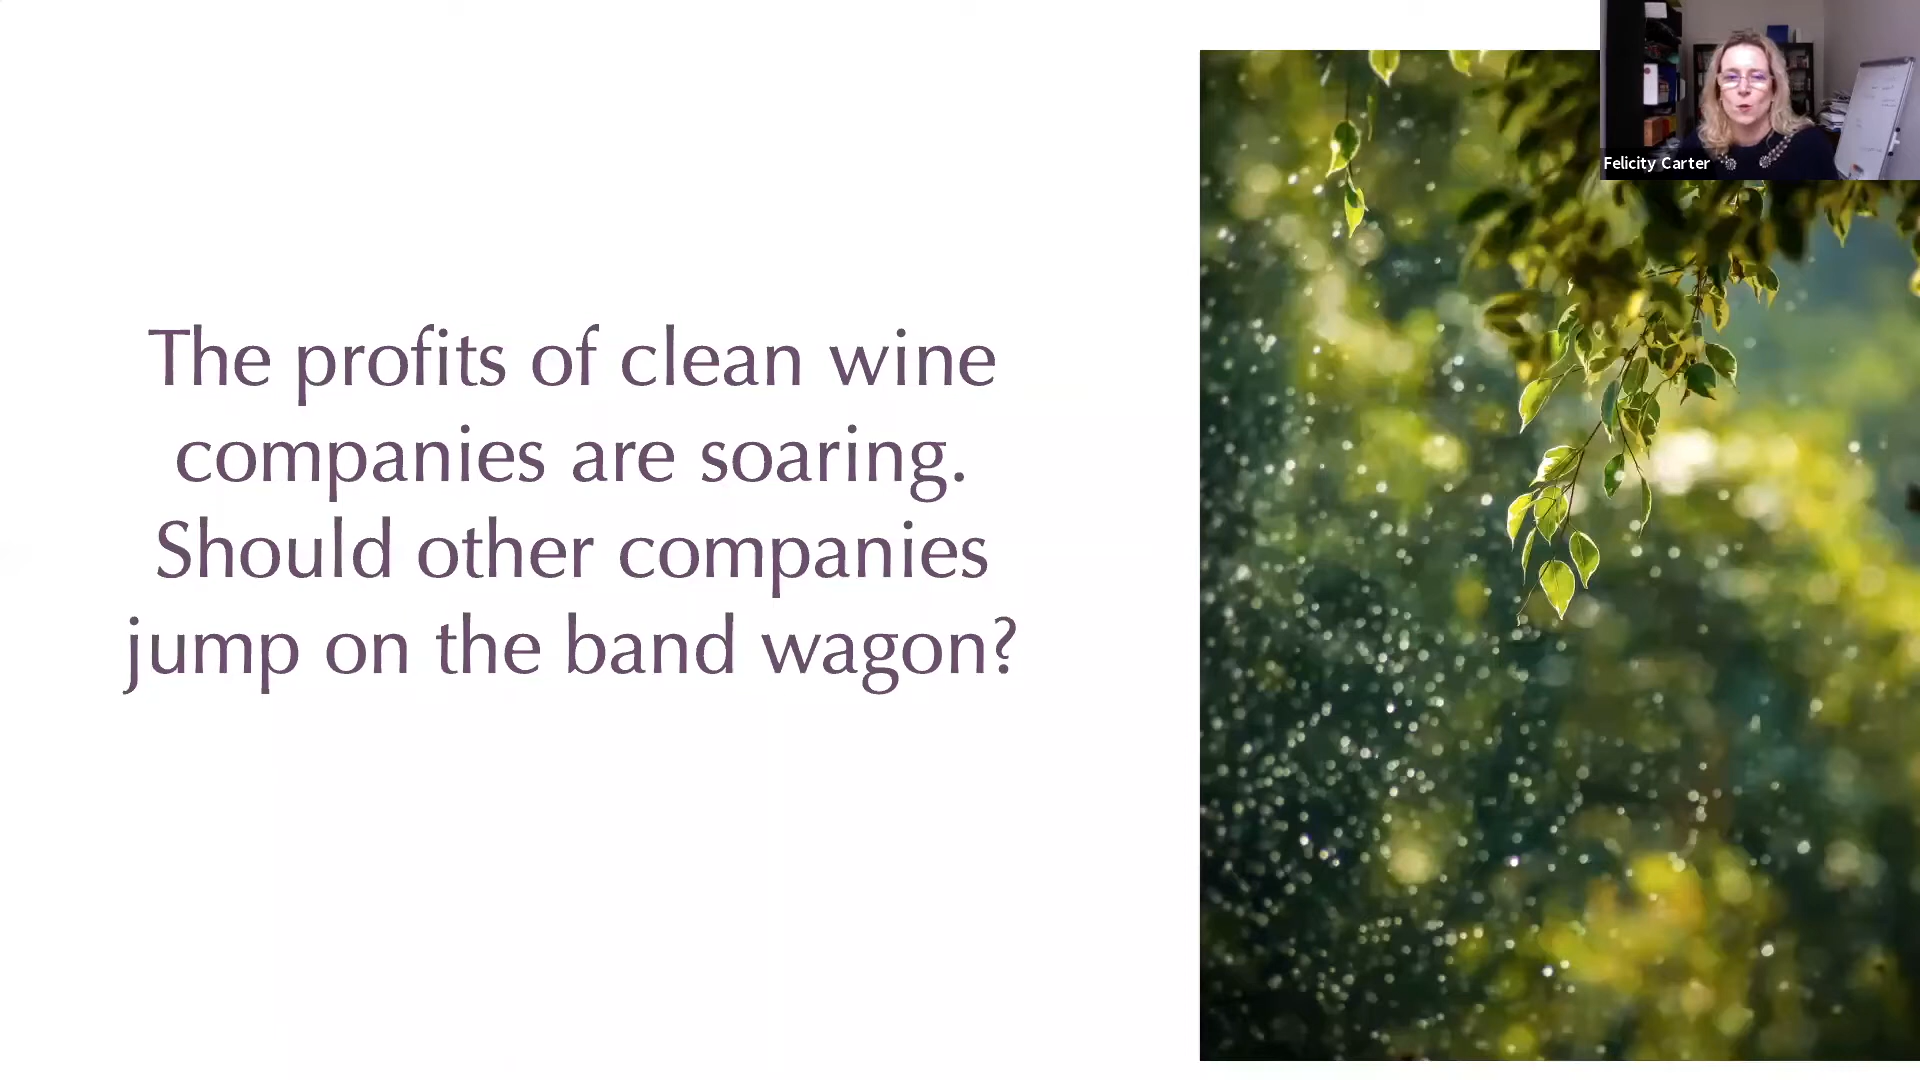 The profits of clean wine
companies are soaring.
Should other companies
jump on the band wagon?
Felicity Carter